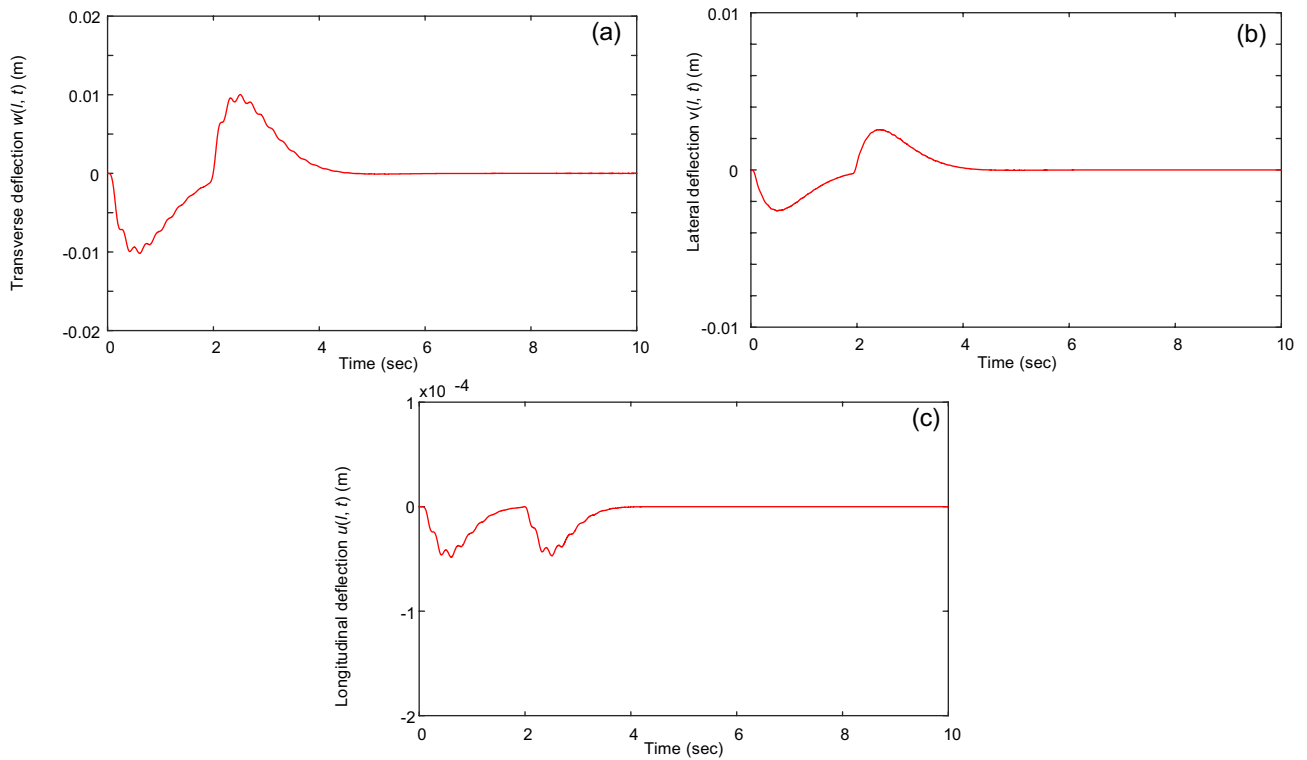 (a)
Transverse deflection w(l, t) (m)
0.02
0.01
0
-0.01
-0.02
0 2 4 6 8 10
Time (sec)
(b)
Lateral deflection v(l, t) (m)
0.01
0
-0.01
0 2 4 6 8 10
Time (sec)
(c)
Longitudinal deflection u(l, t) (m)
x10 -4
1
0
-1
-2
0 2 4 6 8 10
Time (sec)